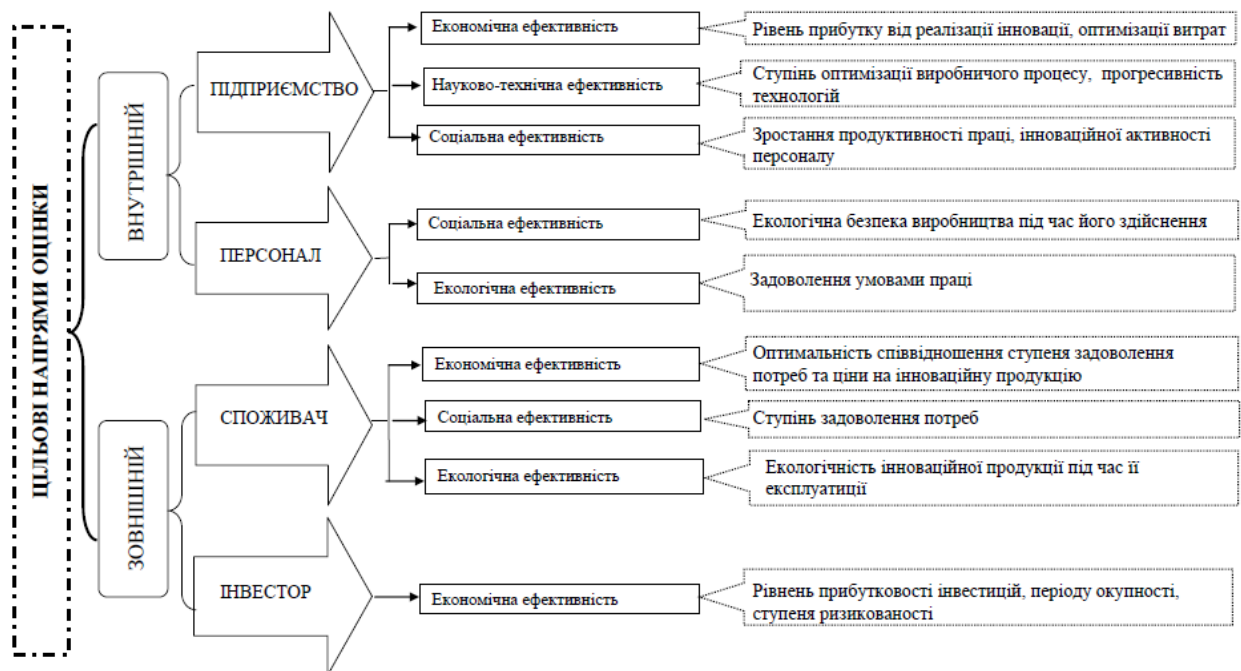 ЦІЛЬОВІ НАПРЯМИ ОЦІНКИ
ВНУТРІШНІЙ
ПІДПРИЄМСТВО
Економічна ефективність
Рівень прибутку від реалізації інновації, оптимізації витрат
Науково-технічна ефективність
Ступінь оптимізації виробничого процесу, прогресивність
технологій
Соціальна ефективність
Зростання продуктивності праці, інноваційної активності
персоналу
ПЕРСОНАЛ
Соціальна ефективність
Екологічна безпека виробництва під час його здійснення
Екологічна ефективність
Задоволення умовами праці
ЗОВНІШНІЙ
СПОЖИВАЧ
Економічна ефективність
Оптимальність співвідношення ступеня задоволення
потреб та ціни на інноваційну продукцію
Соціальна ефективність
Ступінь задоволення потреб
Екологічна ефективність
Екологічність інноваційної продукції під час її
експлуатиції
ІНВЕСТОР
Економічна ефективність
Рівнень прибутковості інвестицій, періоду окупності,
ступеня ризикованості